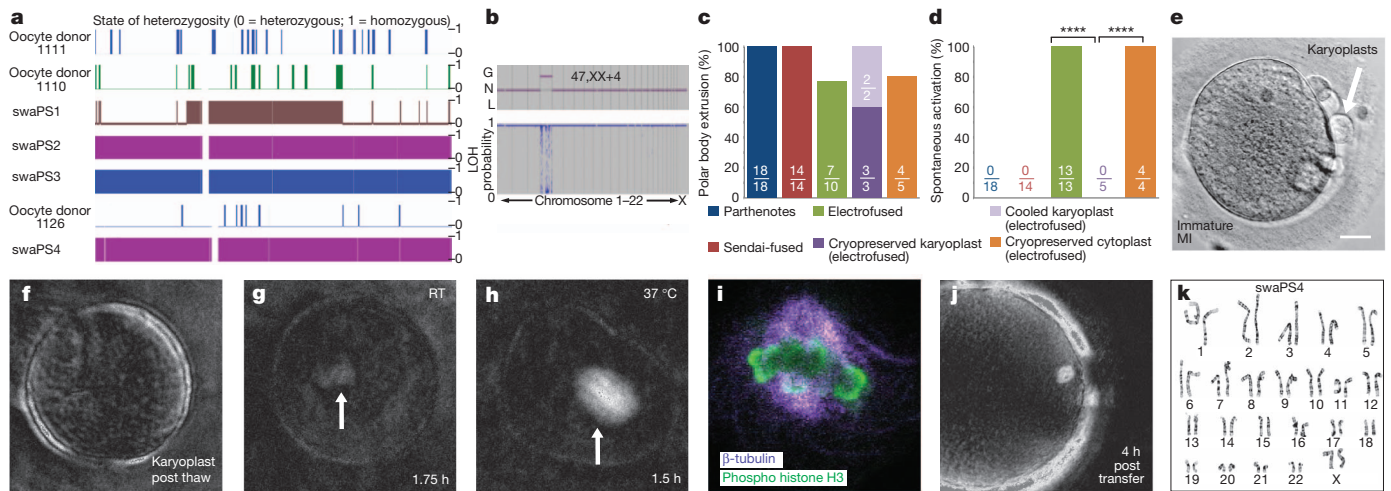 a
State of heterozygosity (0 = heterozygous; 1 = homozygous)
Oocyte donor
1111
1
0
Oocyte donor
1110
1
0
swaPS1
1
0
swaPS2
1
0
swaPS3
1
0
Oocyte donor
1126
1
0
swaPS4
1
0
b
G
N
L
47,XX+4
LOH
probability
1
0
Chromosome 1–22
X
c
Polar body extrusion (%)
100
80
60
40
20
0
18
18
14
14
7
10
2
2
3
3
4
5
d
Spontaneous activation (%)
100
80
60
40
20
0
****
****
0
18
0
14
13
13
0
5
4
4
Parthenotes
Electrofused
Cooled karyoplast
(electrofused)
Sendai-fused
Cryopreserved karyoplast
(electrofused)
Cryopreserved cytoplast
(electrofused)
e
Karyoplasts
Immature
MI
f
Karyoplast
post thaw
g
RT
1.75 h
h
37 °C
1.5 h
i
β-tubulin
Phospho histone H3
j
4 h
post
transfer
k
swaPS4
1 2 3 4 5
6 7 8 9 10 11 12
13 14 15 16 17 18
19 20 21 22 X